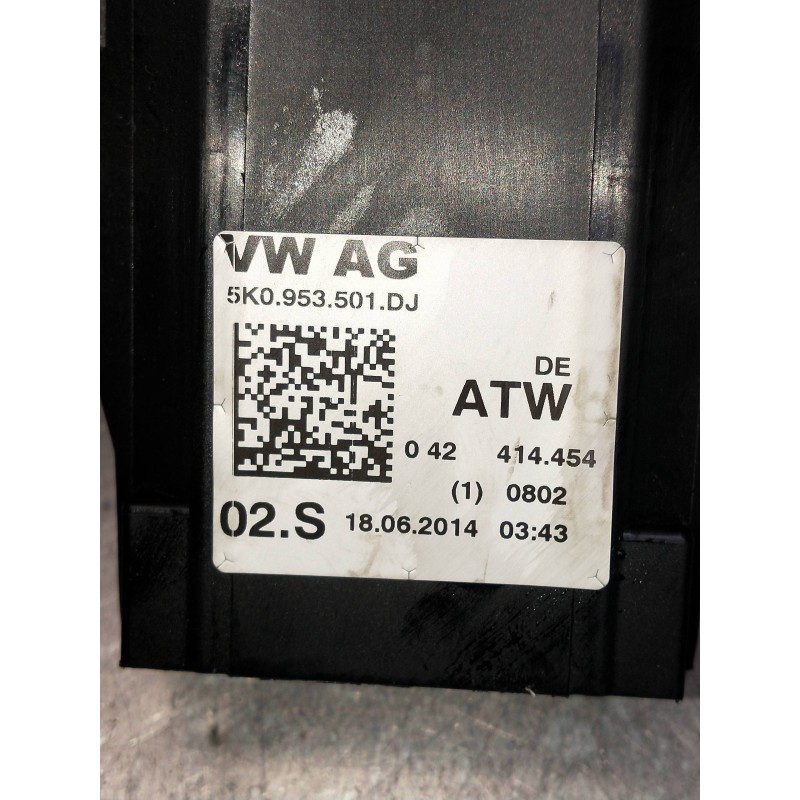 VW AG
5K0.953.501.DJ
DE
ATW
0 42 414.454
(1) 0802
02.S 18.06.2014 03:43